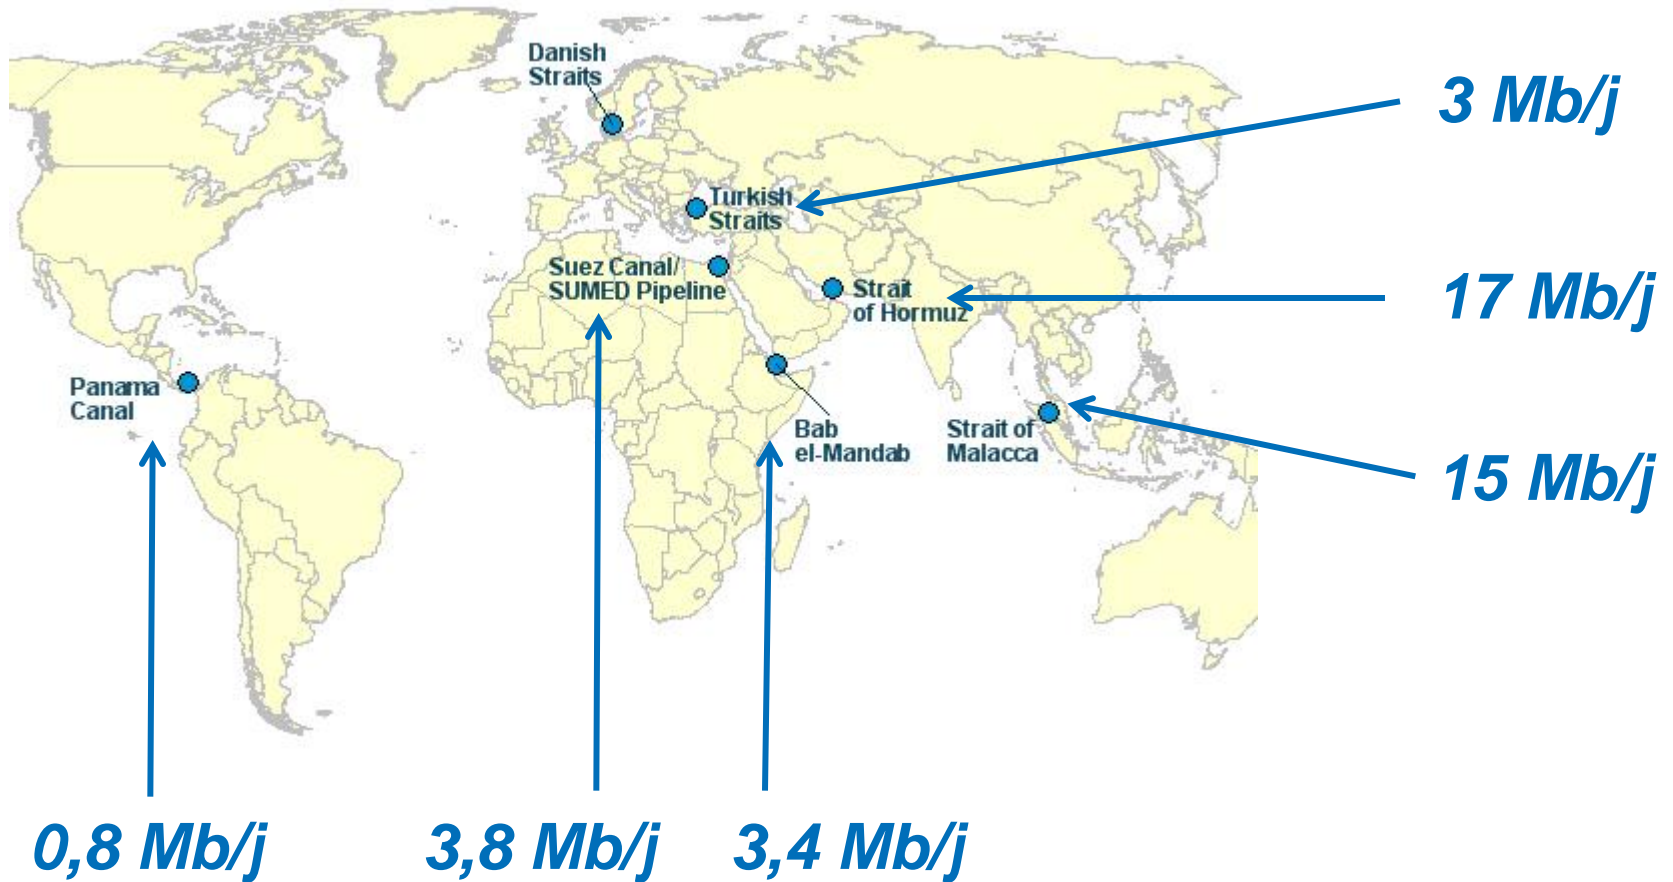 Danish
Straits
3 Mb/j
Turkish
Straits
Suez Canal/
SUMED Pipeline
Strait
of Hormuz
17 Mb/j
Panama
Canal
Bab
el-Mandab
Strait of
Malacca
15 Mb/j
0,8 Mb/j
3,8 Mb/j
3,4 Mb/j